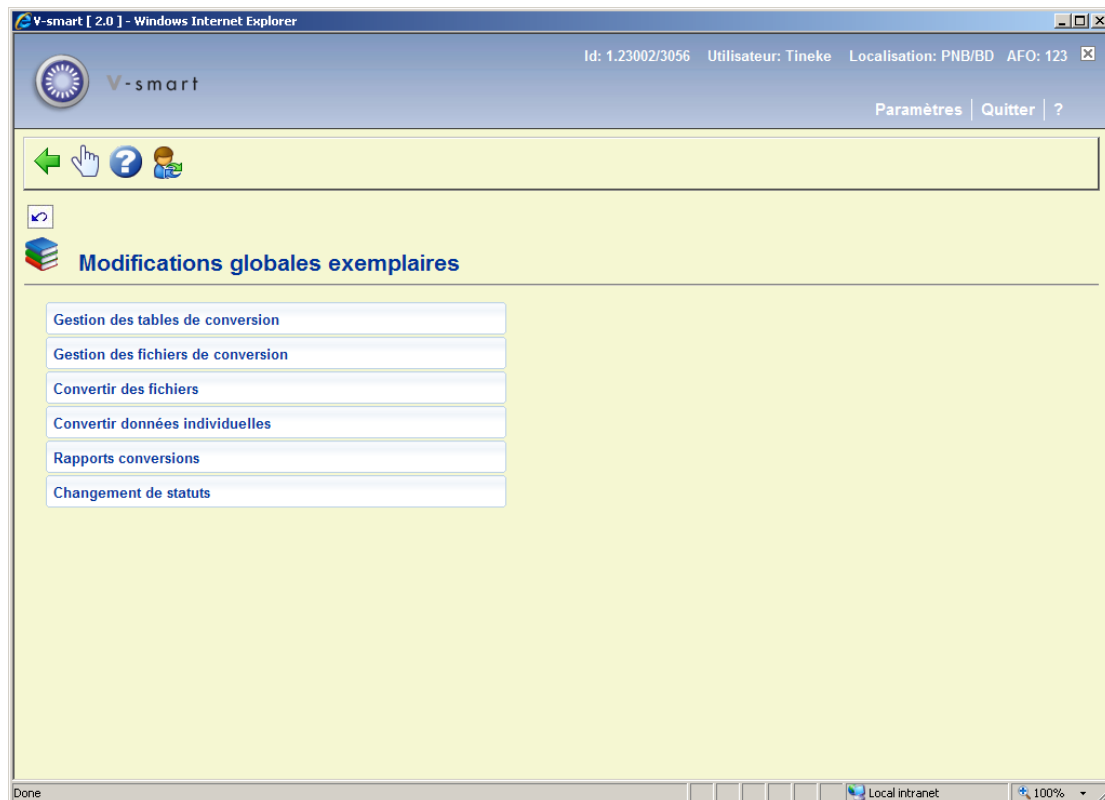 V-smart [ 2.0 ] - Windows Internet Explorer
Id: 1.23002/3056 Utilisateur: Tineke Localisation: PNB/BD AFO: 123
V-smart
Paramètres | Quitter | ?
Modifications globales exemplaires
Gestion des tables de conversion
Gestion des fichiers de conversion
Convertir des fichiers
Convertir données individuelles
Rapports conversions
Changement de statuts
Done Local intranet 100%